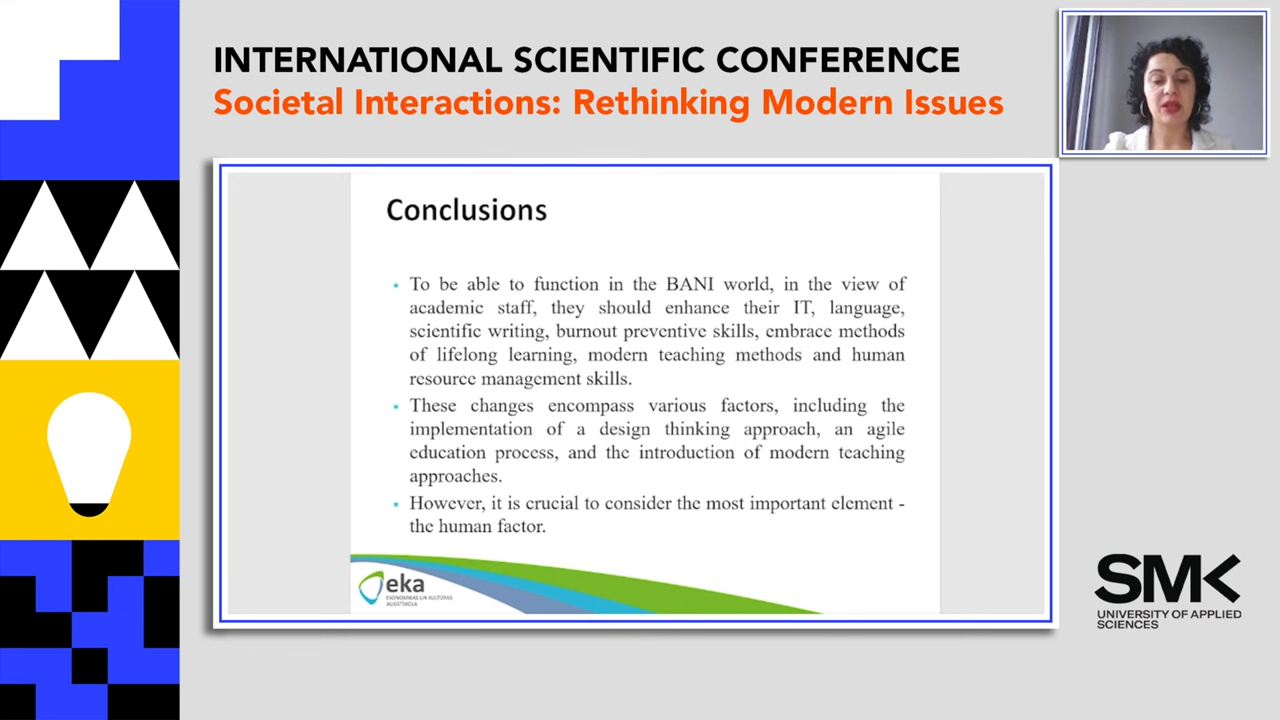 INTERNATIONAL SCIENTIFIC CONFERENCE
Societal Interactions: Rethinking Modern Issues
Conclusions
To be able to function in the BANI world, in the view of
academic staff, they should enhance their IT, language,
scientific writing, burnout preventive skills, embrace methods
of lifelong learning, modern teaching methods and human
resource management skills.
These changes encompass various factors, including the
implementation of a design thinking approach, an agile
education process, and the introduction of modern teaching
approaches.
However, it is crucial to consider the most important element -
the human factor.
eka
EKONOMIKAS UN KULTŪRAS
AUGSTSKOLA
SMK
UNIVERSITY OF APPLIED
SCIENCES